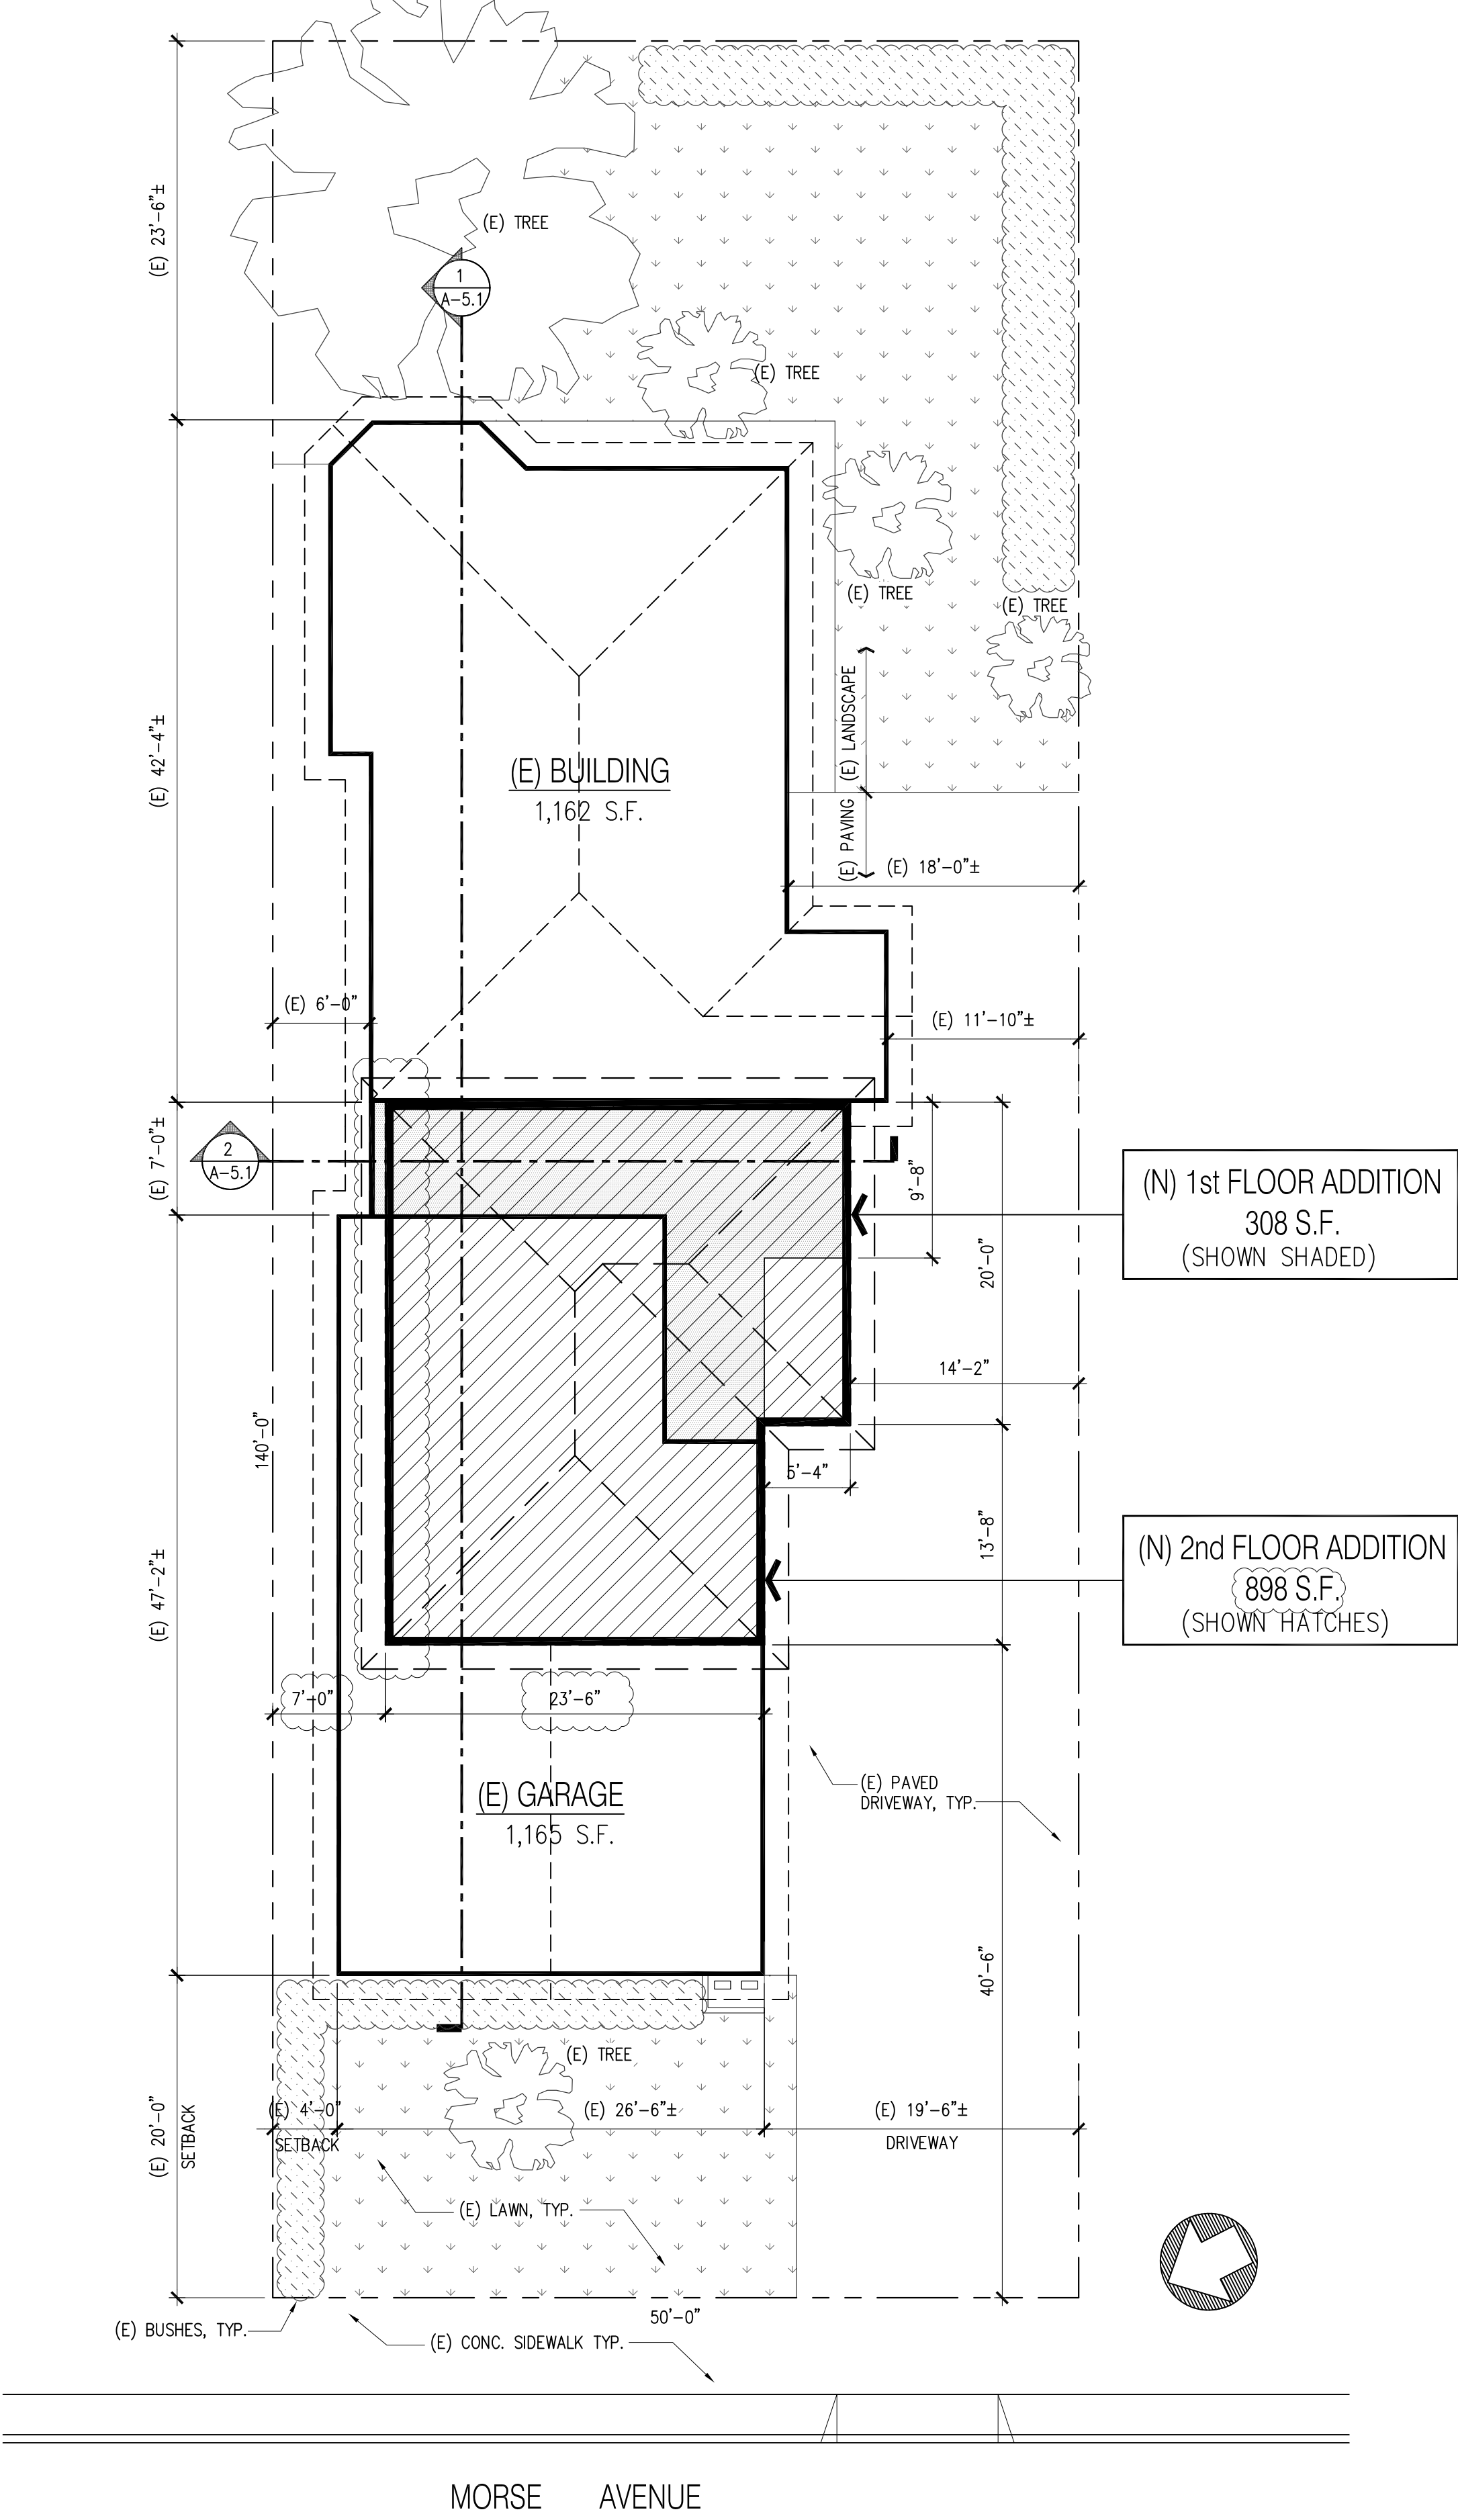 (E) 23'-6"±
(E) TREE
1
A-5.1
(E) TREE
(E) TREE
(E) TREE
(E) LANDSCAPE
(E) 42'-4"±
(E) BUILDING
1,162 S.F.
(E) PAVING
(E) 18'-0"±
(E) 6'-0"
(E) 11'-10"±
(E) 7'-0"±
2
A-5.1
9'-8"
(N) 1st FLOOR ADDITION
308 S.F.
(SHOWN SHADED)
20'-0"
14'-2"
140'-0"
5'-4"
13'-8"
(N) 2nd FLOOR ADDITION
898 S.F.
(SHOWN HATCHES)
(E) 47'-2"±
7'-0"
23'-6"
(E) GARAGE
1,165 S.F.
(E) PAVED
DRIVEWAY, TYP.
40'-6"
(E) TREE
(E) 20'-0"
SETBACK
(E) 4'-0"
SETBACK
(E) 26'-6"±
(E) 19'-6"±
DRIVEWAY
(E) LAWN, TYP.
50'-0"
(E) BUSHES, TYP.
(E) CONC. SIDEWALK TYP.
MORSE AVENUE